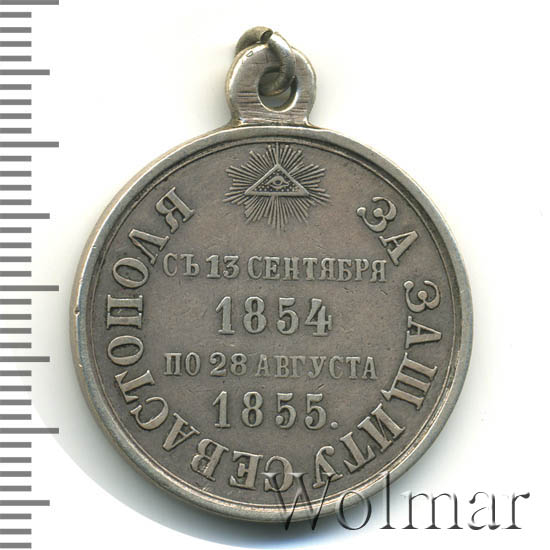 СЪ 13 СЕНТЯБРЯ
1854
ПО 28 АВГУСТА
1855.
ЗА ЗАЩИТУ СЕВАСТОПОЛЯ
Wolmar